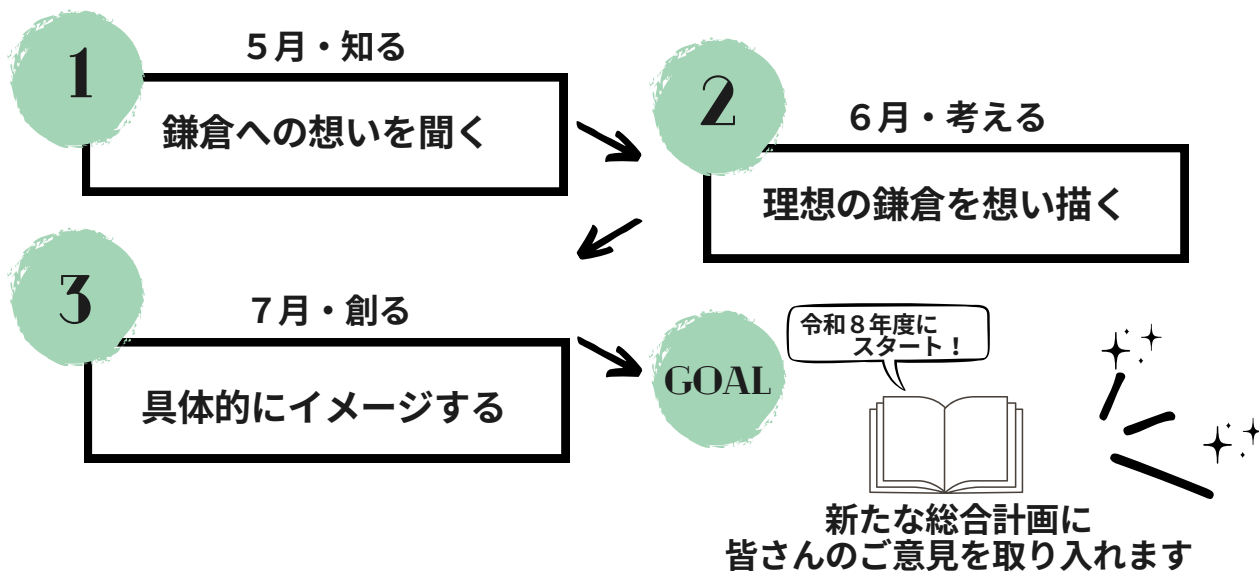 1
5月・知る
鎌倉への想いを聞く
2
6月・考える
理想の鎌倉を想い描く
3
7月・創る
具体的にイメージする
GOAL
令和8年度に
スタート！
新たな総合計画に
皆さんのご意見を取り入れます